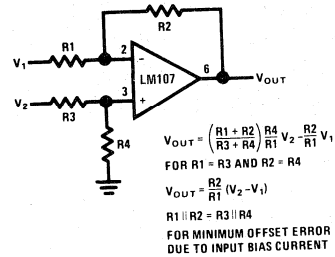 R2
R1
V1
2
LM107
6
VOUT
V2
R3
3
R4
VOUT = ((R1 + R2)/(R3 + R4)) R4/R1 V2 - R2/R1 V1
FOR R1 = R3 AND R2 = R4
VOUT = R2/R1 (V2 - V1)
R1 || R2 = R3 || R4
FOR MINIMUM OFFSET ERROR
DUE TO INPUT BIAS CURRENT